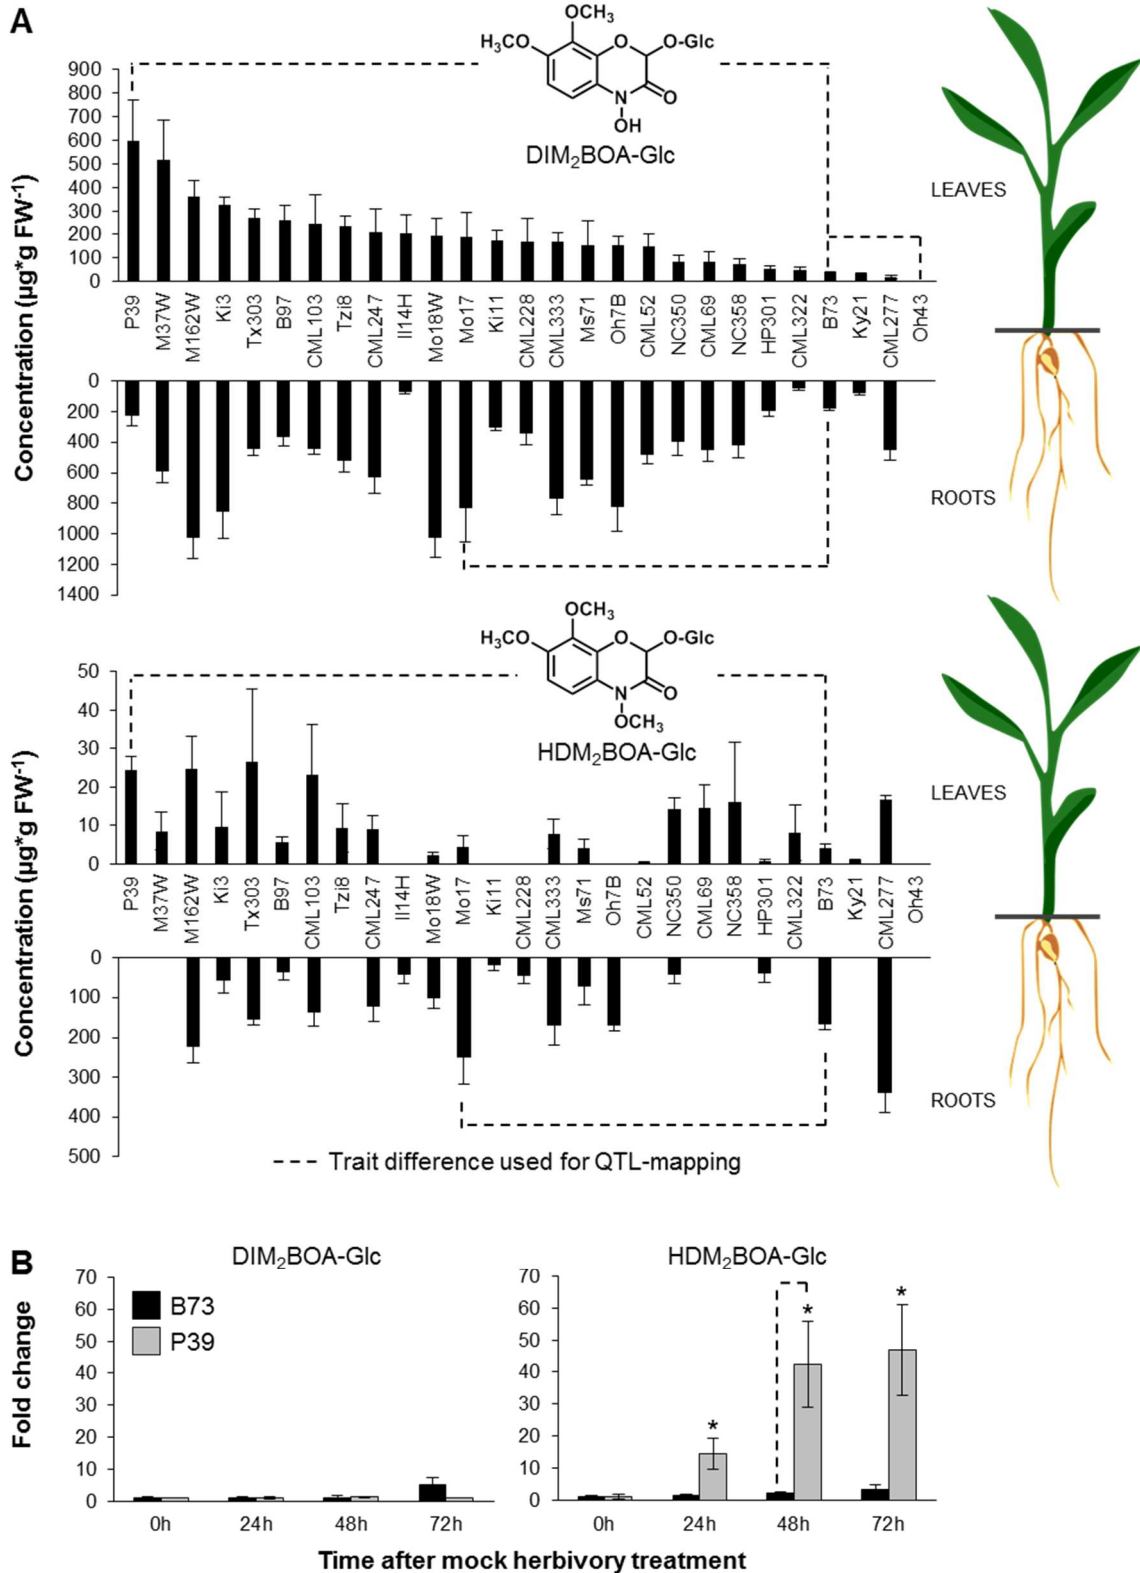 A
OCH3
H3CO
O
O-Glc
N
O
OH
DIM2BOA-Glc
Concentration (µg*g FW-1)
900
800
700
600
500
400
300
200
100
0
LEAVES
P39
M37W
M162W
Ki3
Tx303
B97
CML103
Tzi8
CML247
Il14H
Mo18W
Mo17
Ki11
CML228
CML333
Ms71
Oh7B
CML52
NC350
CML69
NC358
HP301
CML322
B73
Ky21
CML277
Oh43
0
200
400
600
800
1000
1200
1400
ROOTS
OCH3
H3CO
O
O-Glc
N
O
OCH3
HDM2BOA-Glc
Concentration (µg*g FW-1)
50
40
30
20
10
0
LEAVES
P39
M37W
M162W
Ki3
Tx303
B97
CML103
Tzi8
CML247
Il14H
Mo18W
Mo17
Ki11
CML228
CML333
Ms71
Oh7B
CML52
NC350
CML69
NC358
HP301
CML322
B73
Ky21
CML277
Oh43
0
100
200
300
400
500
ROOTS
Trait difference used for QTL-mapping
B
DIM2BOA-Glc
Fold change
70
60
50
40
30
20
10
0
B73
P39
0h 24h 48h 72h
HDM2BOA-Glc
70
60
50
40
30
20
10
0
* * *
0h 24h 48h 72h
Time after mock herbivory treatment